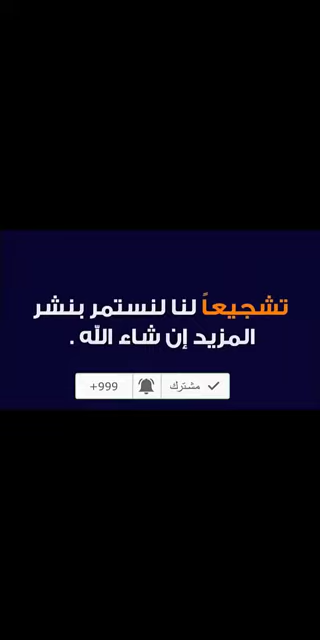 تشجيعاً لنا لنستمر بنشر
المزيد إن شاء الله .
مشترك 999+